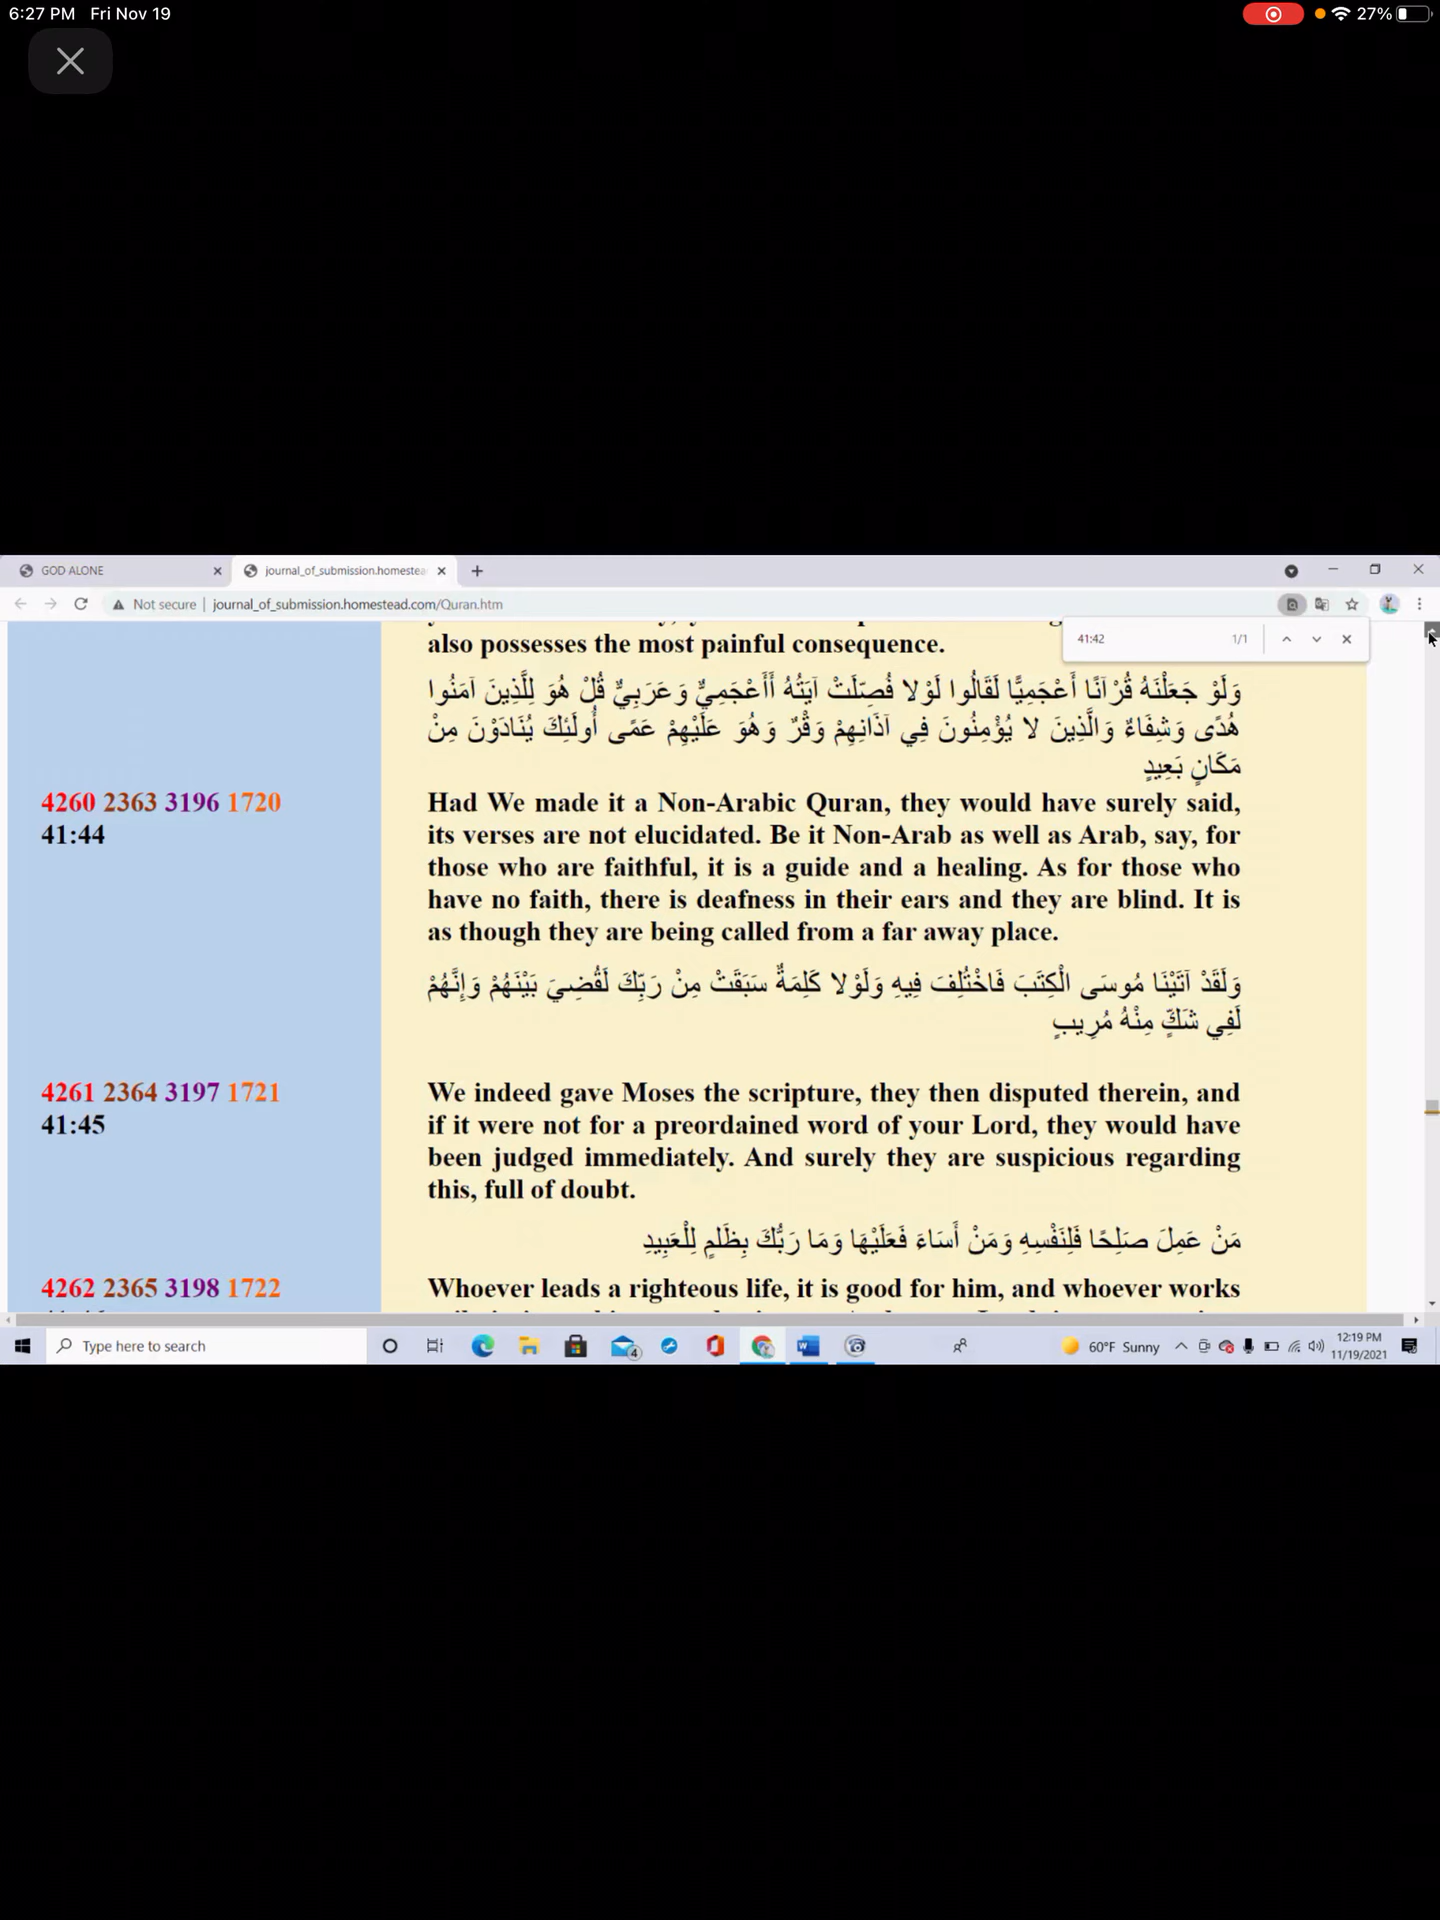 6:27 PM Fri Nov 19
27%
GOD ALONE
journal_of_submission.homestea
Not secure | journal_of_submission.homestead.com/Quran.htm
41:42 1/1
also possesses the most painful consequence.
وَلَوْ جَعَلْنَهُ قُرْآنًا أَعْجَمِيًّا لَقَالُوا لَوْلا فُصِّلَتْ آيَتُهُ أَأَعْجَمِيٌّ وَعَرَبِيٌّ قُلْ هُوَ لِلَّذِينَ آمَنُوا
هُدًى وَشِفَاءٌ وَالَّذِينَ لا يُؤْمِنُونَ فِي آذَانِهِمْ وَقْرٌ وَهُوَ عَلَيْهِمْ عَمًى أُولَئِكَ يُنَادَوْنَ مِنْ
مَكَانٍ بَعِيدٍ
4260 2363 3196 1720
41:44
Had We made it a Non-Arabic Quran, they would have surely said,
its verses are not elucidated. Be it Non-Arab as well as Arab, say, for
those who are faithful, it is a guide and a healing. As for those who
have no faith, there is deafness in their ears and they are blind. It is
as though they are being called from a far away place.
وَلَقَدْ آتَيْنَا مُوسَى الْكِتَبَ فَاخْتُلِفَ فِيهِ وَلَوْلا كَلِمَةٌ سَبَقَتْ مِنْ رَبِّكَ لَقُضِيَ بَيْنَهُمْ وَإِنَّهُمْ
لَفِي شَكٍّ مِنْهُ مُرِيبٍ
4261 2364 3197 1721
41:45
We indeed gave Moses the scripture, they then disputed therein, and
if it were not for a preordained word of your Lord, they would have
been judged immediately. And surely they are suspicious regarding
this, full of doubt.
مَنْ عَمِلَ صَلِحًا فَلِنَفْسِهِ وَمَنْ أَسَاءَ فَعَلَيْهَا وَمَا رَبُّكَ بِظَلمٍ لِلْعَبِيدِ
4262 2365 3198 1722
Whoever leads a righteous life, it is good for him, and whoever works
Type here to search
4
60°F Sunny
12:19 PM
11/19/2021